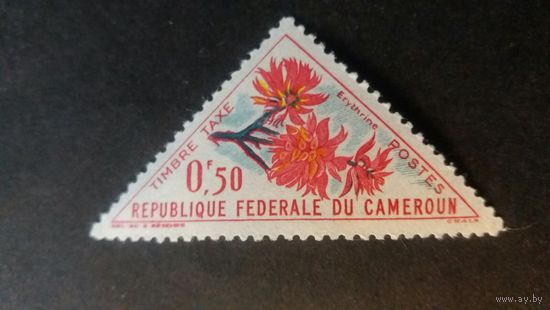 TIMBRE TAXE
Erythrine
POSTES
0F,50
REPUBLIQUE FEDERALE DU CAMEROUN
www.ay.by